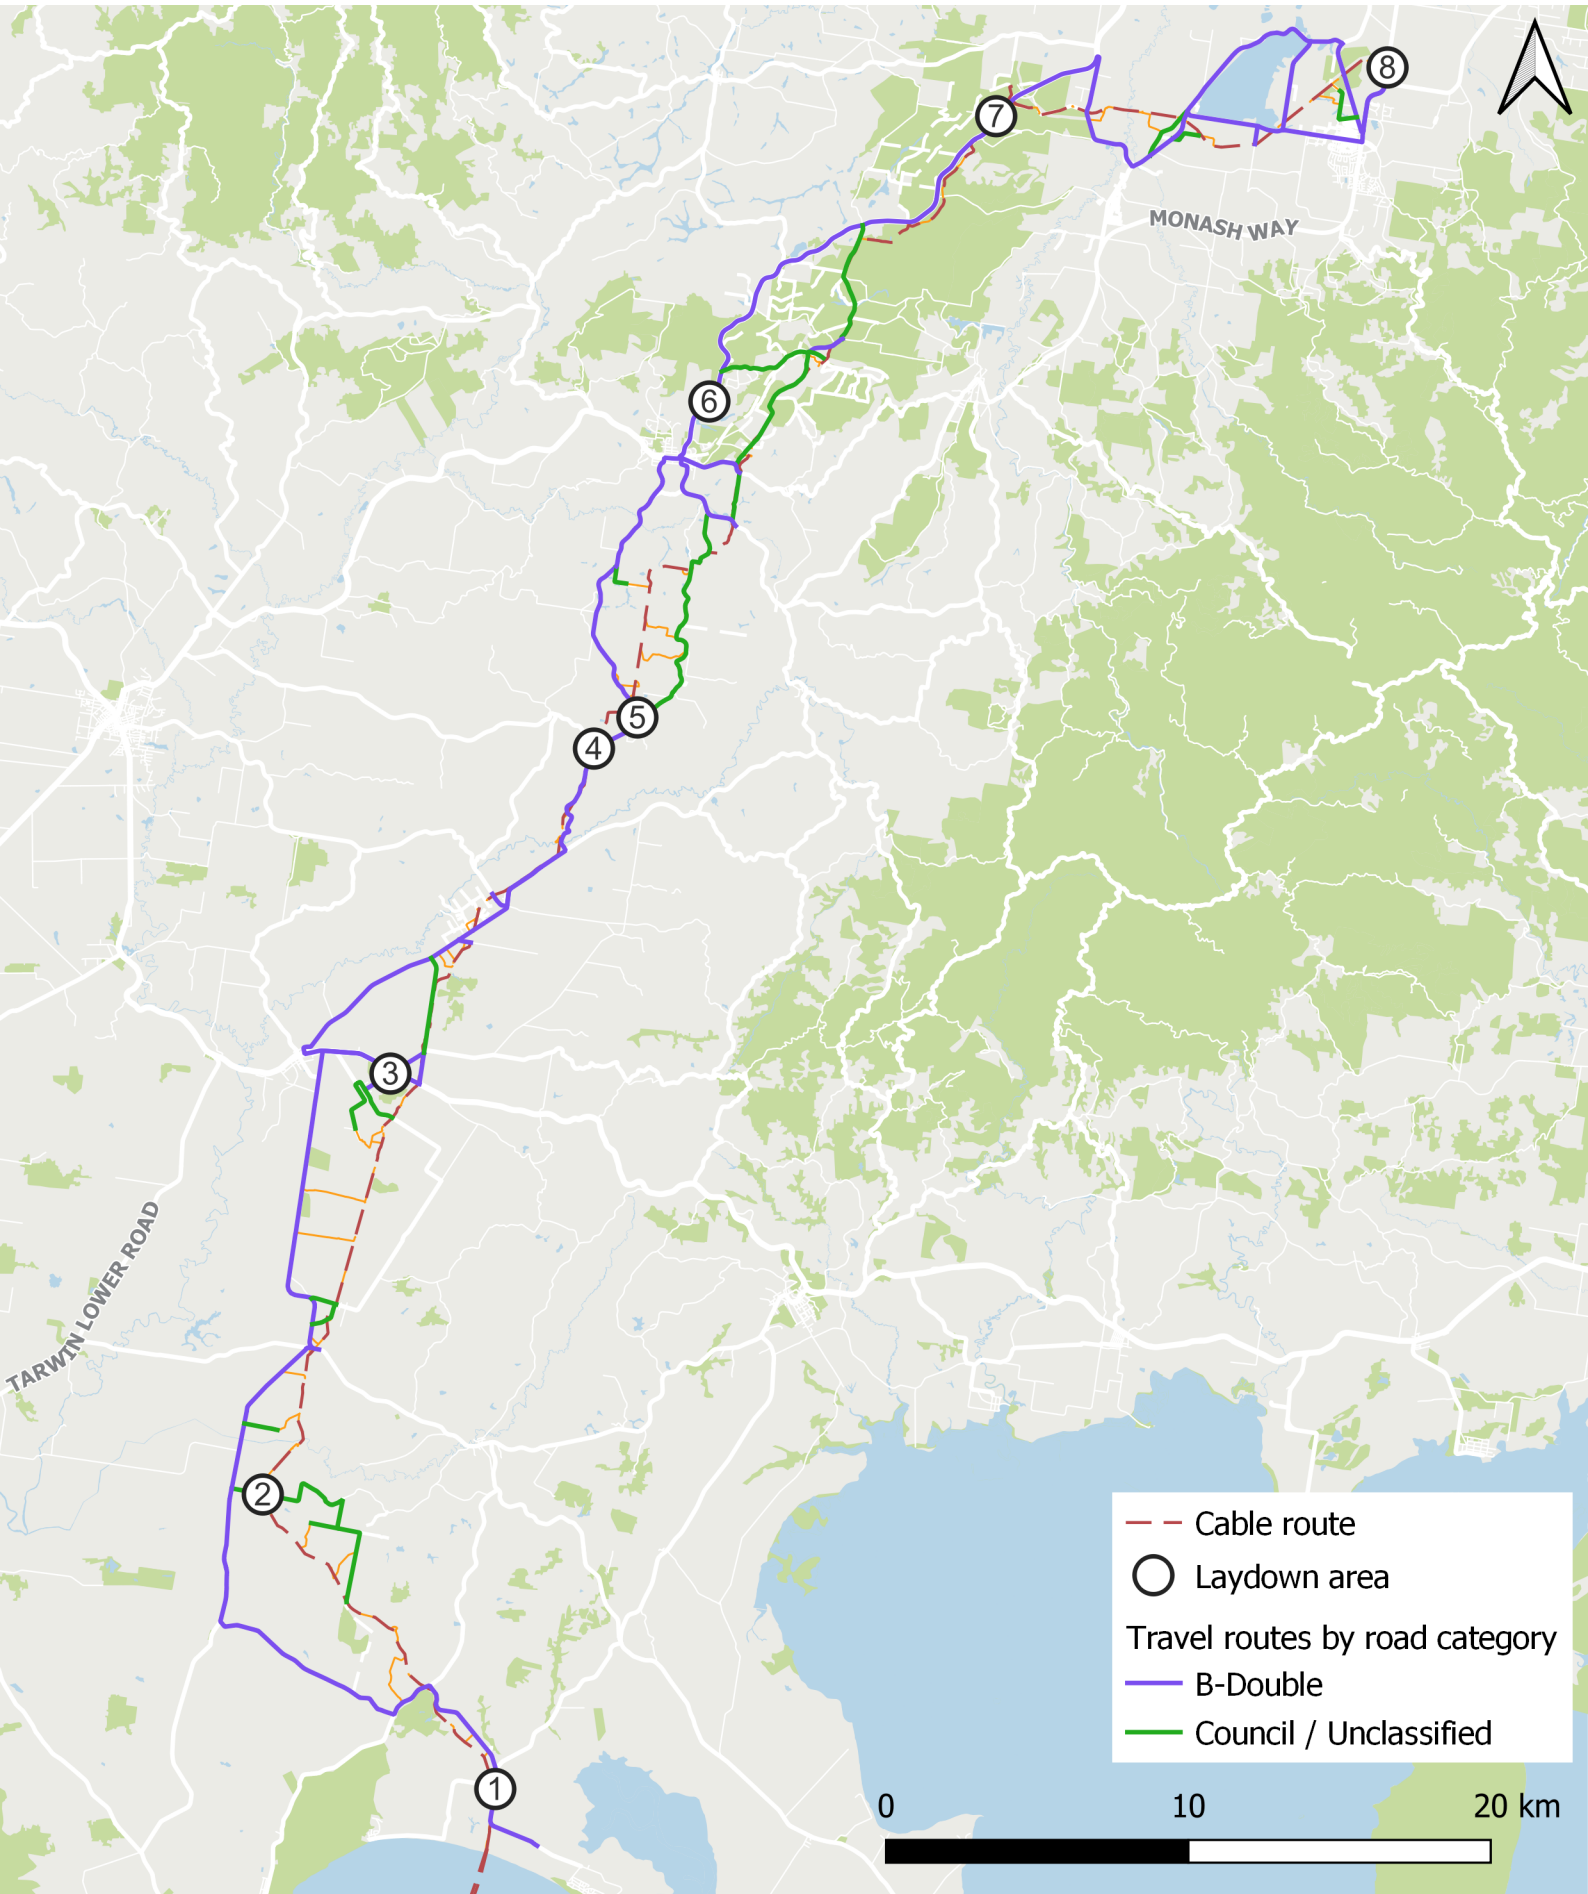 8
7
MONASH WAY
6
5
4
3
TARWIN LOWER ROAD
2
1
Cable route
Laydown area
Travel routes by road category
B-Double
Council / Unclassified
0 10 20 km